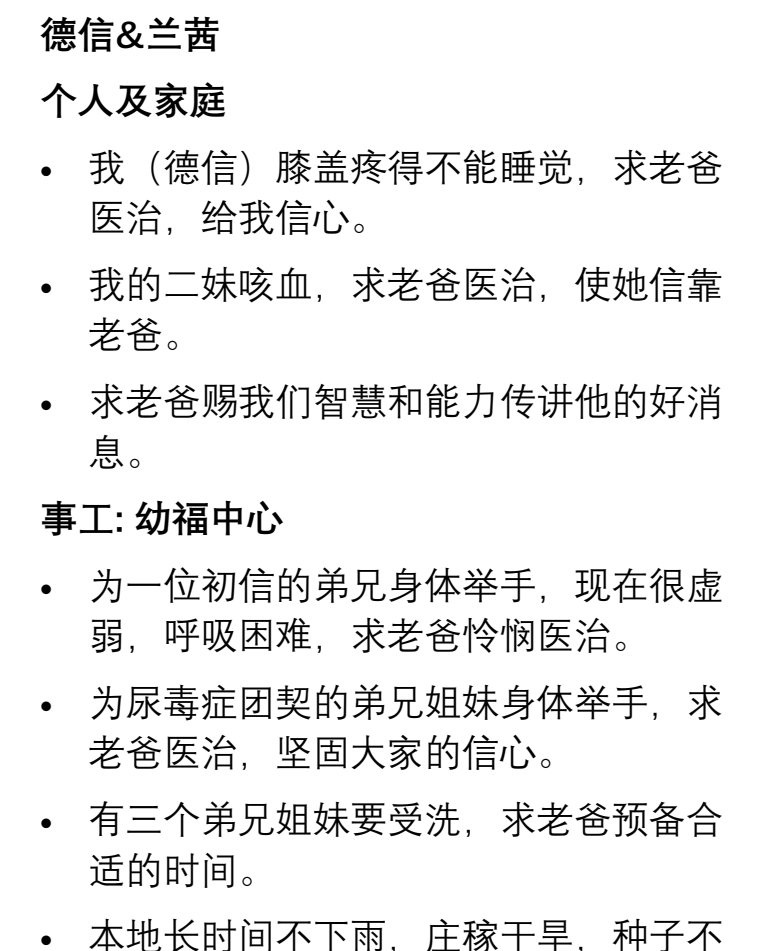 德信&兰茜
个人及家庭
• 我（德信）膝盖疼得不能睡觉，求老爸
医治，给我信心。
• 我的二妹咳血，求老爸医治，使她信靠
老爸。
• 求老爸赐我们智慧和能力传讲他的好消
息。
事工: 幼福中心
• 为一位初信的弟兄身体举手，现在很虚
弱，呼吸困难，求老爸怜悯医治。
• 为尿毒症团契的弟兄姐妹身体举手，求
老爸医治，坚固大家的信心。
• 有三个弟兄姐妹要受洗，求老爸预备合
适的时间。
• 本地长时间不下雨，庄稼干旱，种子不